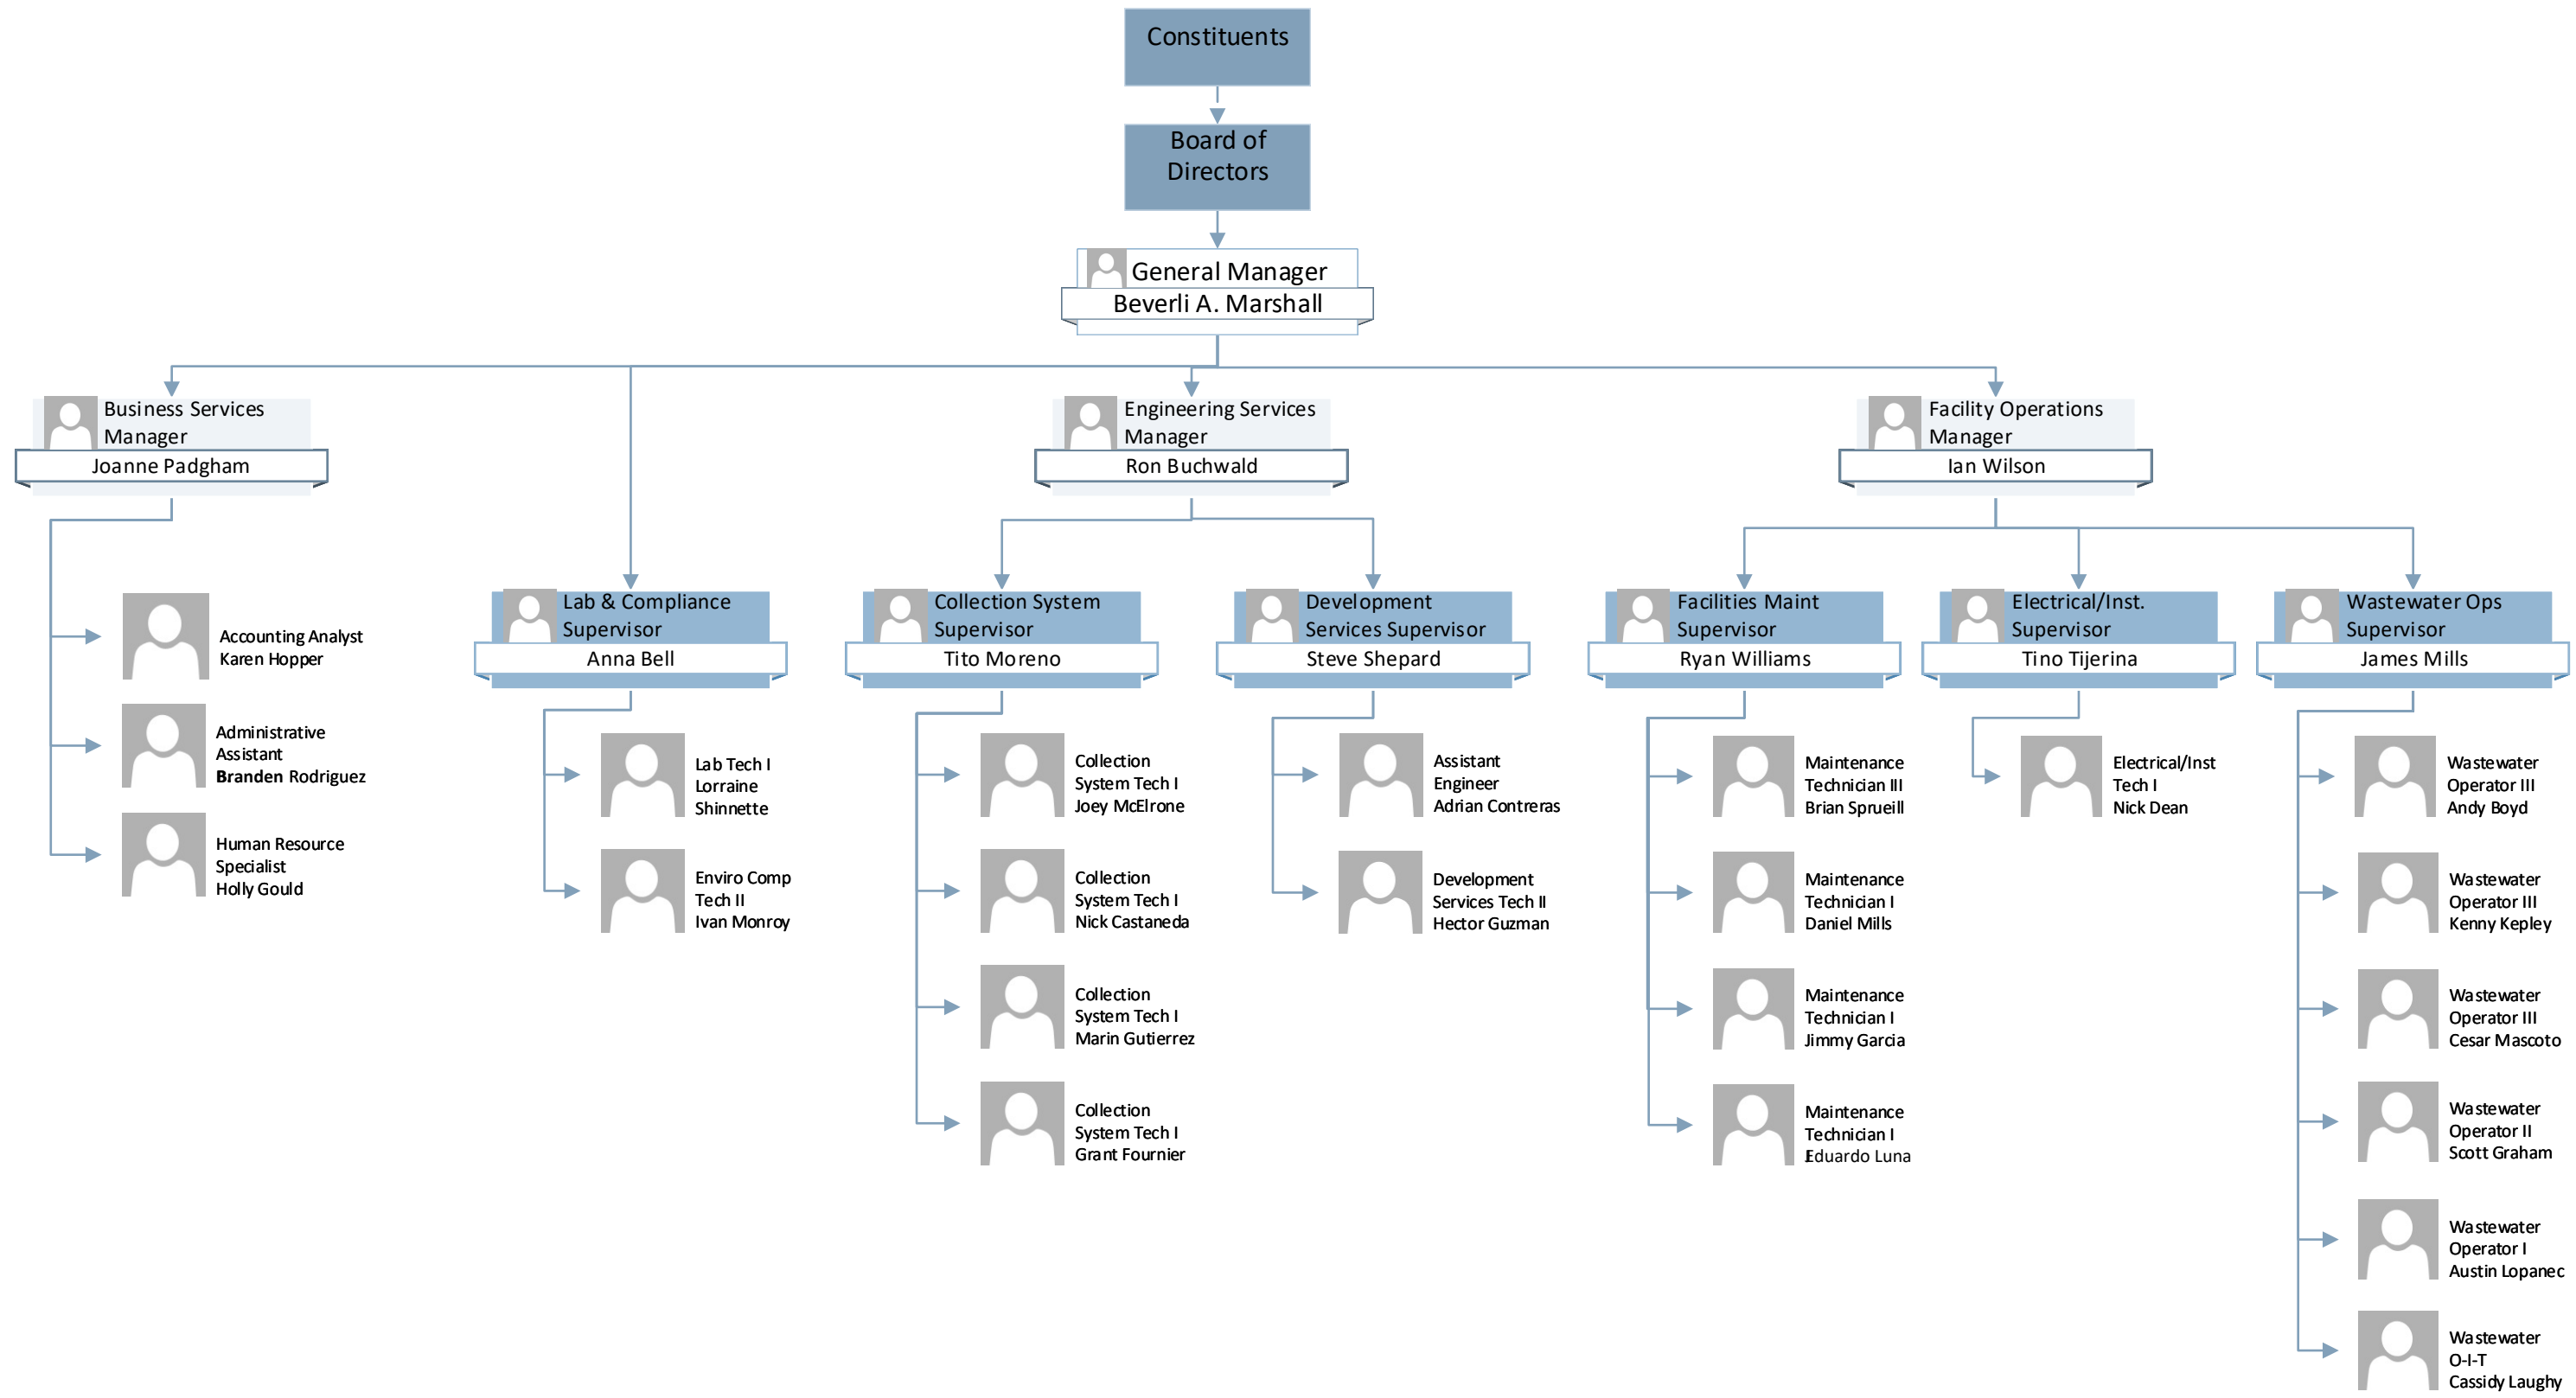 Constituents
Board of
Directors
General Manager
Beverli A. Marshall
Business Services
Manager
Joanne Padgham
Engineering Services
Manager
Ron Buchwald
Facility Operations
Manager
Ian Wilson
Accounting Analyst
Karen Hopper
Administrative
Assistant
Branden Rodriguez
Human Resource
Specialist
Holly Gould
Lab & Compliance
Supervisor
Anna Bell
Lab Tech I
Lorraine
Shinnette
Enviro Comp
Tech II
Ivan Monroy
Collection System
Supervisor
Tito Moreno
Collection
System Tech I
Joey McElrone
Collection
System Tech I
Nick Castaneda
Collection
System Tech I
Marin Gutierrez
Collection
System Tech I
Grant Fournier
Development
Services Supervisor
Steve Shepard
Assistant
Engineer
Adrian Contreras
Development
Services Tech II
Hector Guzman
Facilities Maint
Supervisor
Ryan Williams
Maintenance
Technician III
Brian Sprueill
Maintenance
Technician I
Daniel Mills
Maintenance
Technician I
Jimmy Garcia
Maintenance
Technician I
Eduardo Luna
Electrical/Inst.
Supervisor
Tino Tijerina
Electrical/Inst
Tech I
Nick Dean
Wastewater Ops
Supervisor
James Mills
Wastewater
Operator III
Andy Boyd
Wastewater
Operator III
Kenny Kepley
Wastewater
Operator III
Cesar Mascoto
Wastewater
Operator II
Scott Graham
Wastewater
Operator I
Austin Lopanec
Wastewater
O-I-T
Cassidy Laughy